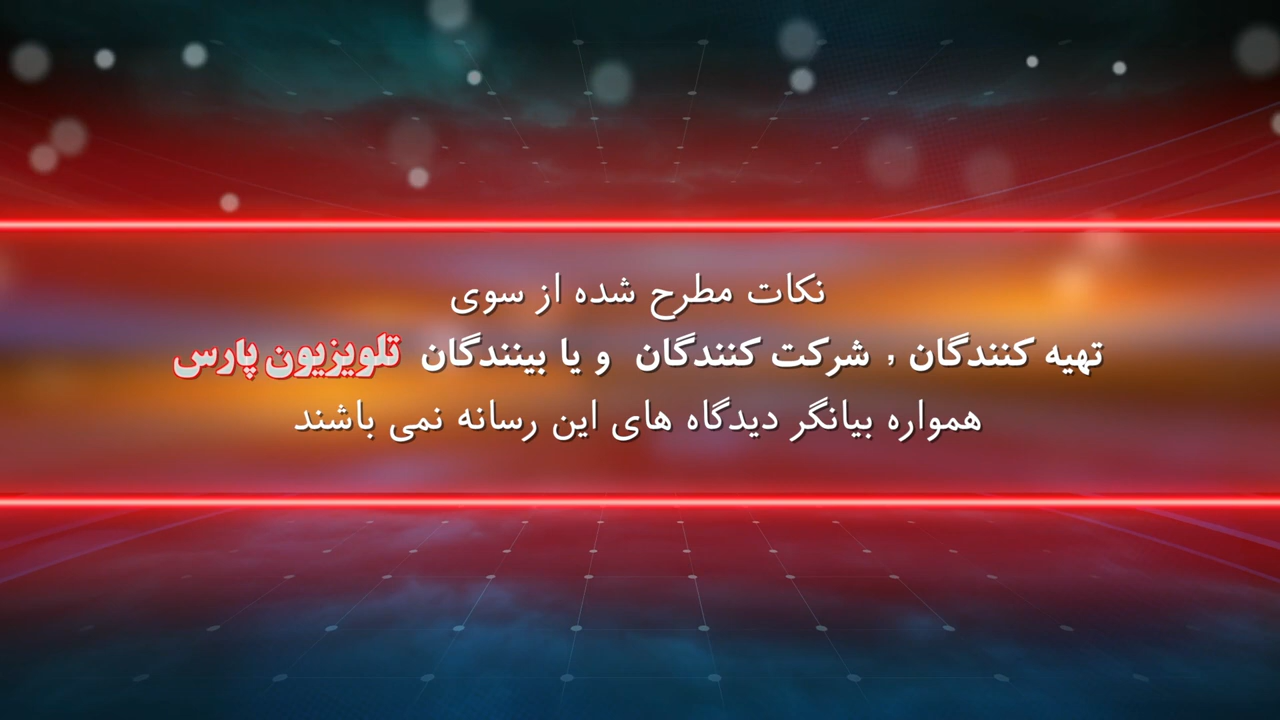 نکات مطرح شده از سوی
تهیه کنندگان , شرکت کنندگان و یا بینندگان تلویزیون پارس
همواره بیانگر دیدگاه های این رسانه نمی باشند